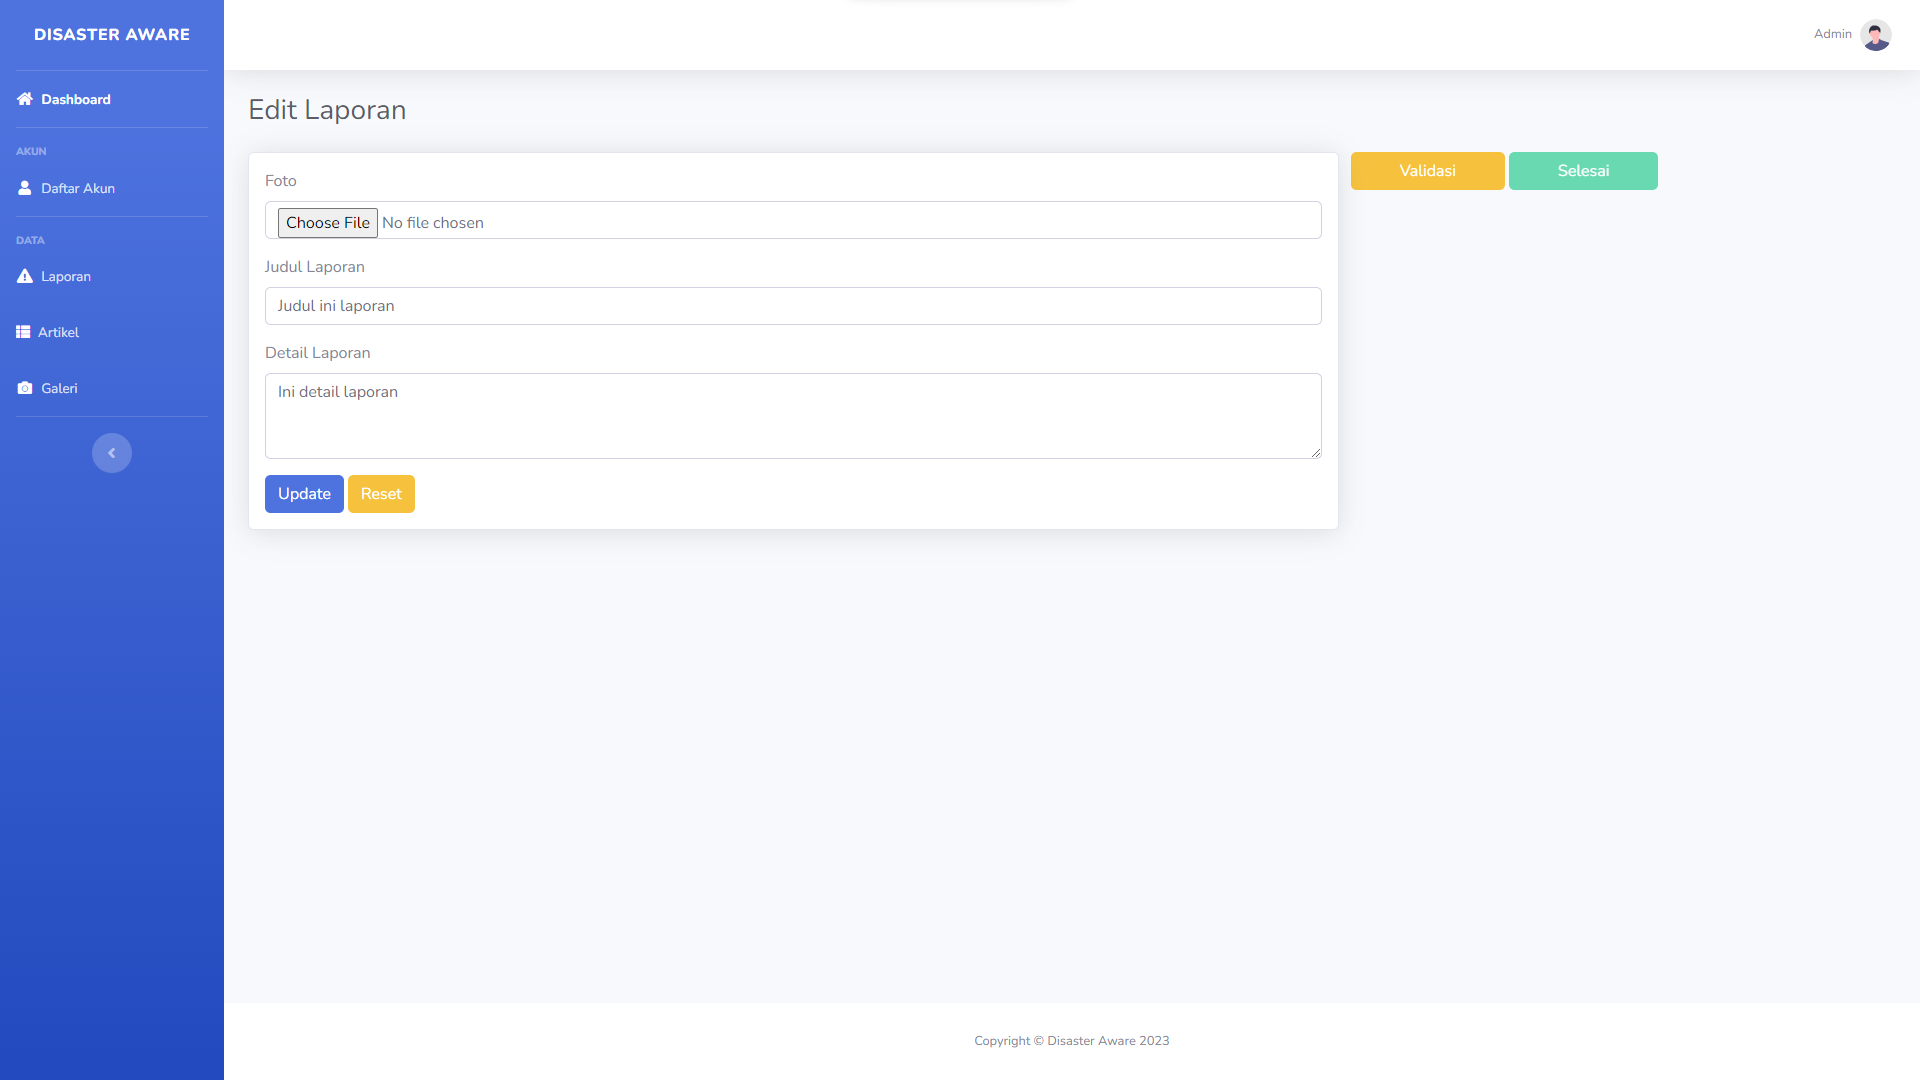 DISASTER AWARE
Admin
Dashboard
AKUN
Daftar Akun
DATA
Laporan
Artikel
Galeri
Edit Laporan
Foto
Choose File No file chosen
Judul Laporan
Judul ini laporan
Detail Laporan
Ini detail laporan
Update Reset
Validasi Selesai
Copyright © Disaster Aware 2023